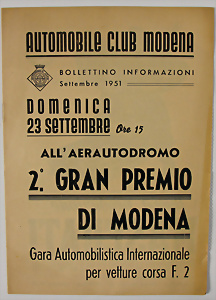 AUTOMOBILE CLUB MODENA
BOLLETTINO INFORMAZIONI
Settembre 1951
DOMENICA
23 SETTEMBRE Ore 15
ALL'AERAUTODROMO
2° GRAN PREMIO
DI MODENA
Gara Automobilistica Internazionale
per vetture corsa F. 2